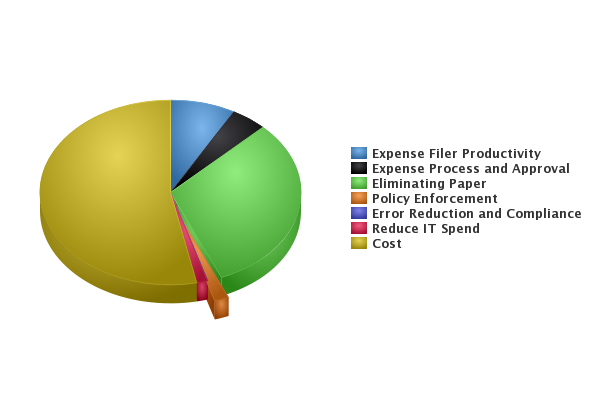 Expense Filer Productivity
Expense Process and Approval
Eliminating Paper
Policy Enforcement
Error Reduction and Compliance
Reduce IT Spend
Cost